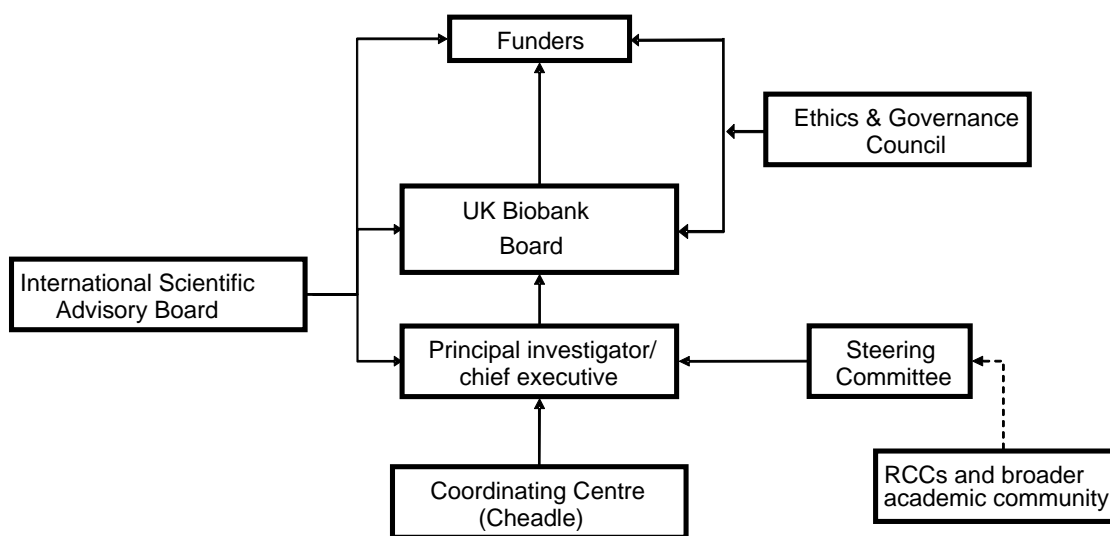 Funders
Ethics & Governance
Council
UK Biobank
Board
International Scientific
Advisory Board
Principal investigator/
chief executive
Steering
Committee
Coordinating Centre
(Cheadle)
RCCs and broader
academic community